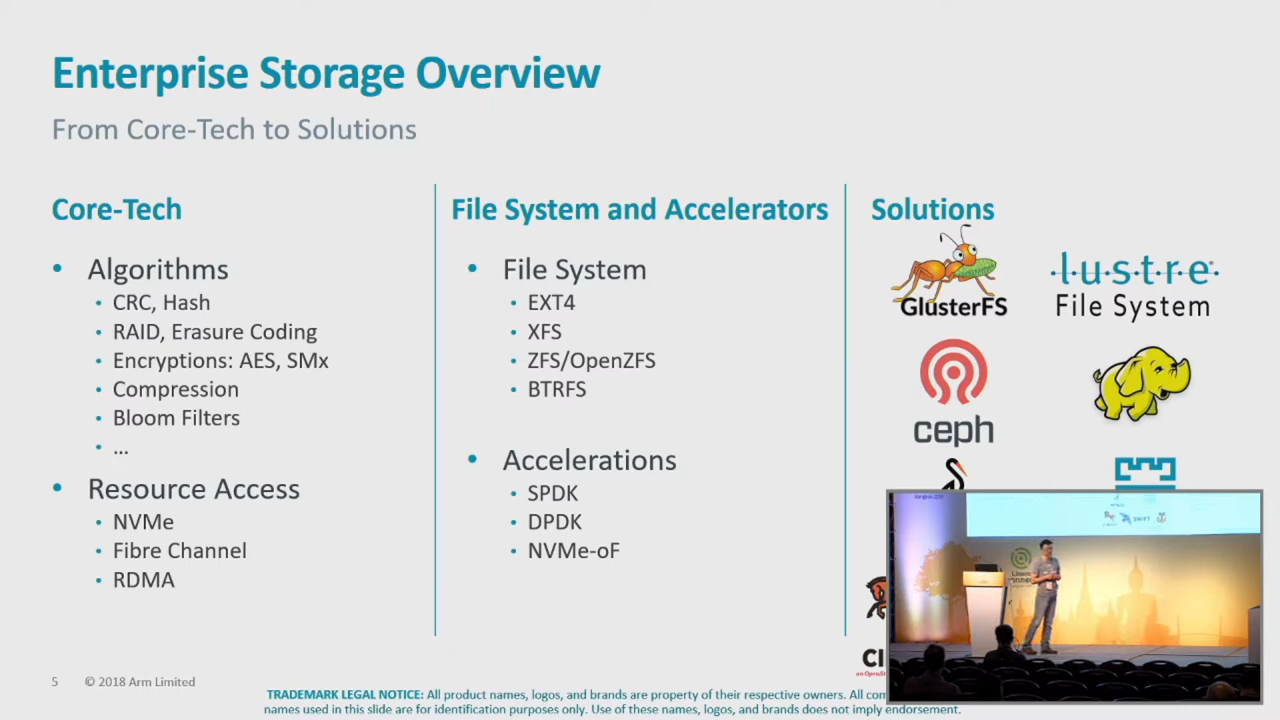 Enterprise Storage Overview
From Core-Tech to Solutions
Core-Tech
• Algorithms
• CRC, Hash
• RAID, Erasure Coding
• Encryptions: AES, SMx
• Compression
• Bloom Filters
• ...
• Resource Access
• NVMe
• Fibre Channel
• RDMA
File System and Accelerators
• File System
• EXT4
• XFS
• ZFS/OpenZFS
• BTRFS
• Accelerations
• SPDK
• DPDK
• NVMe-oF
Solutions
GlusterFS
lustre
File System
ceph
CI
SWIFT
5 © 2018 Arm Limited
TRADEMARK LEGAL NOTICE: All product names, logos, and brands are property of their respective owners. All
names used in this slide are for identification purposes only. Use of these names, logos, and brands does not imply endorsement.